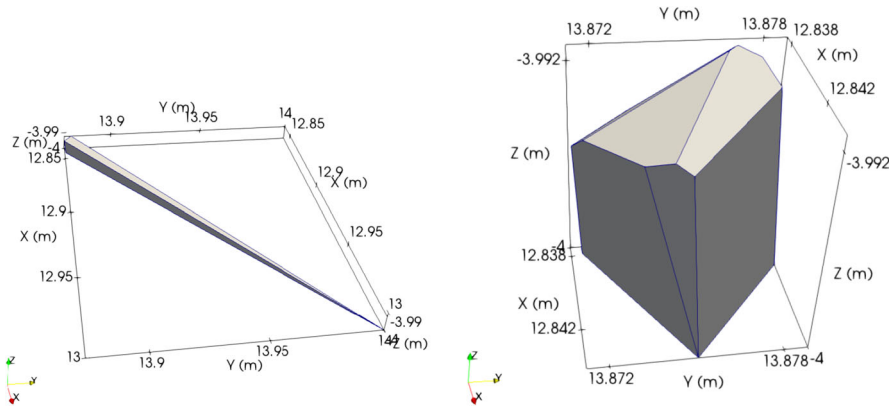 Y (m)
13.9
13.95
14
12.85
-3.99
Z (m)
-4
12.85
X (m)
12.9
12.9
X (m)
12.95
12.95
13
13
-3.99
Z (m)
13.9
13.95
Y (m)
Z
Y
X
Y (m)
13.872
13.878
12.838
-3.992
X (m)
12.842
Z (m)
-3.992
-4
12.838
Z (m)
X (m)
12.842
13.872
13.878
-4
Y (m)
Z
Y
X